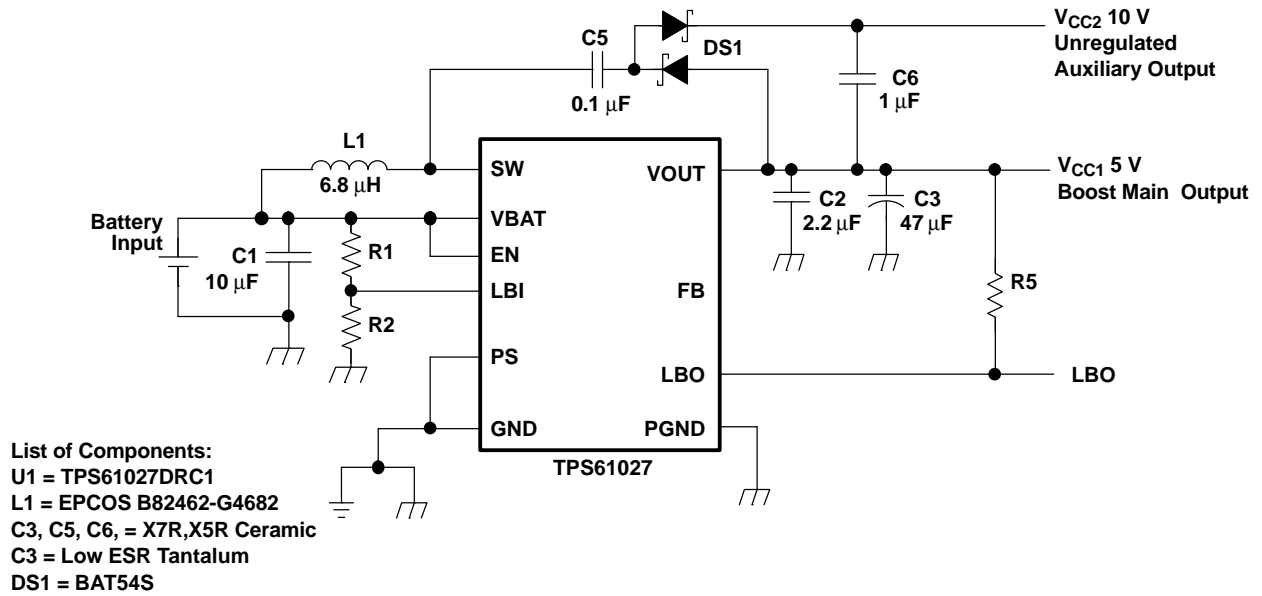 C5
0.1 μF
DS1
VCC2 10 V
Unregulated
Auxiliary Output
C6
1 μF
L1
6.8 μH
SW
VOUT
VCC1 5 V
Boost Main Output
C2
2.2 μF
C3
47 μF
Battery
Input
VBAT
C1
10 μF
R1
EN
R5
LBI
FB
R2
PS
LBO
LBO
GND
PGND
TPS61027
List of Components:
U1 = TPS61027DRC1
L1 = EPCOS B82462-G4682
C3, C5, C6, = X7R,X5R Ceramic
C3 = Low ESR Tantalum
DS1 = BAT54S